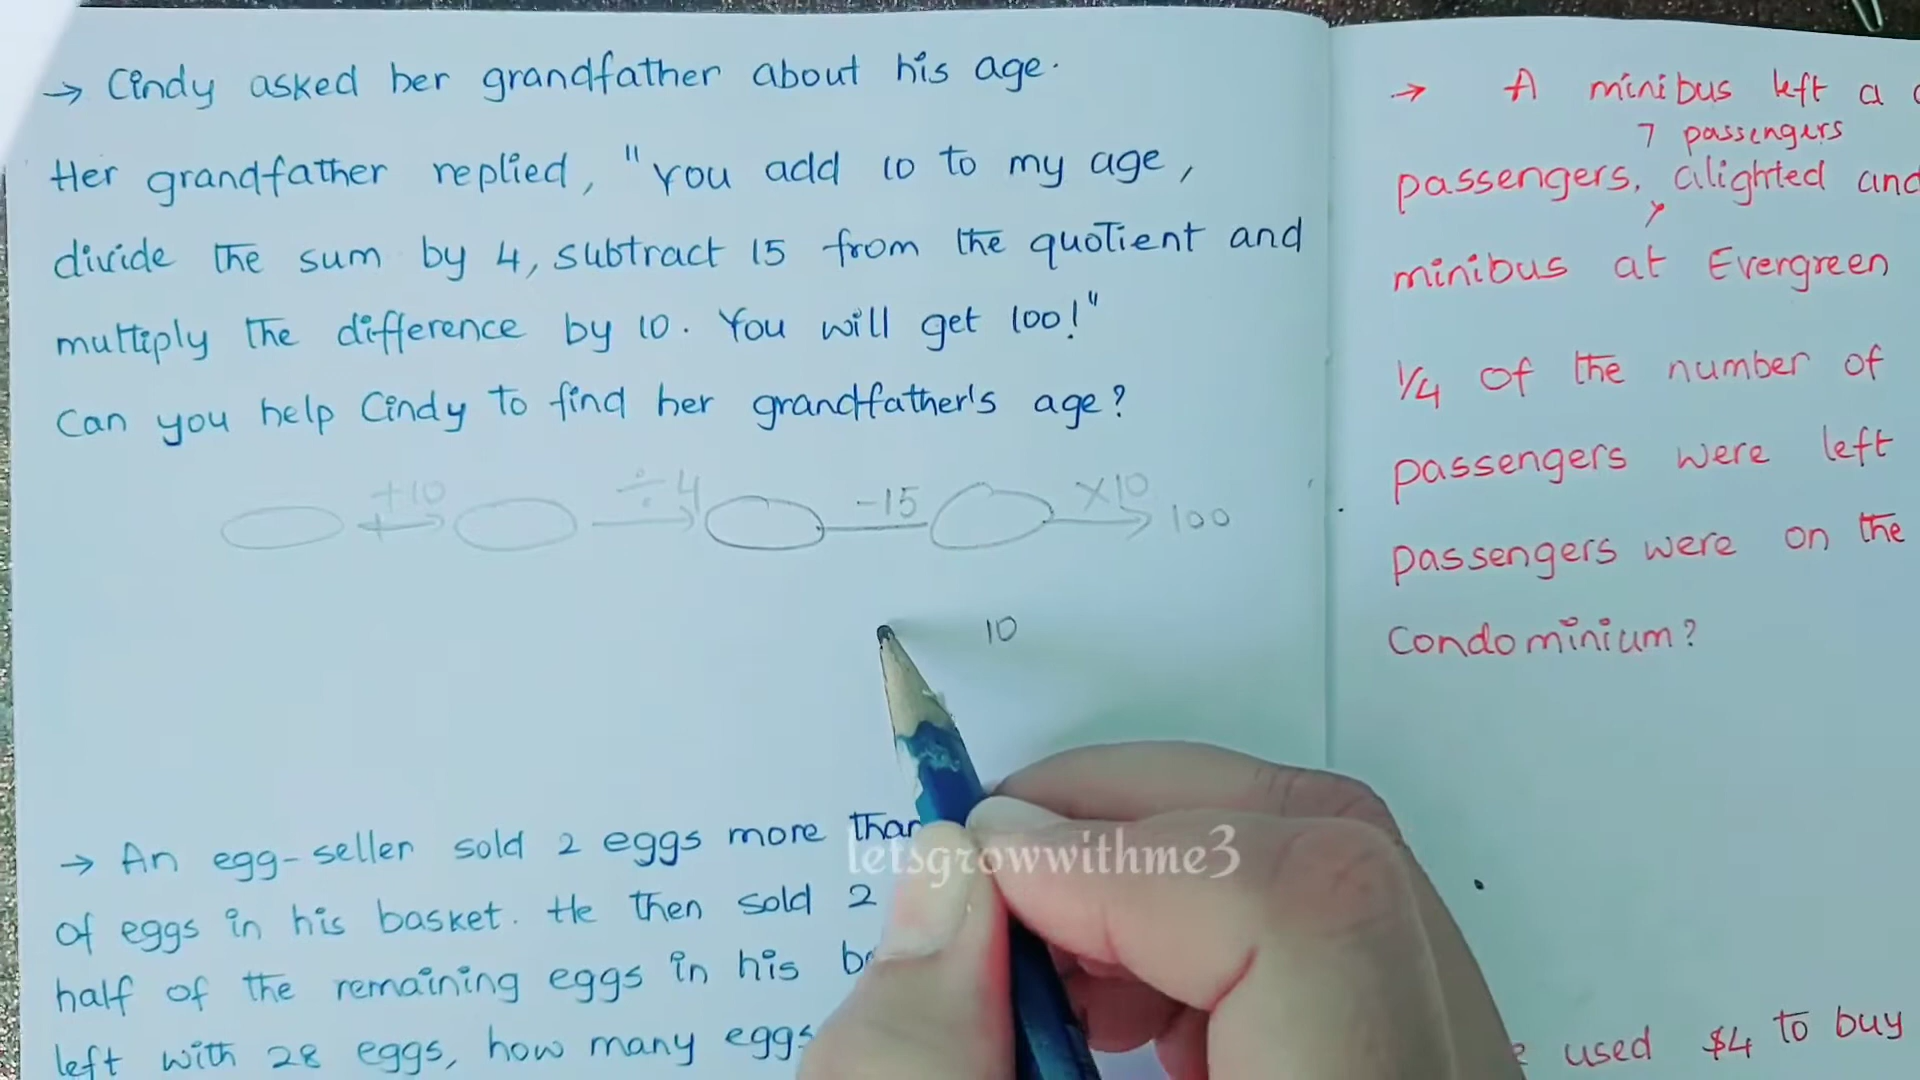 → Cindy asked her grandfather about his age.
Her grandfather replied, "You add 10 to my age,
divide the sum by 4, subtract 15 from the quotient and
multiply the difference by 10. You will get 100!"
Can you help Cindy to find her grandfather's age?
+10 ÷4 -15 ×10 100
10
→ An egg-seller sold 2 eggs more than
of eggs in his basket. He then sold 2
half of the remaining eggs in his
left with 28 eggs, how many eggs
→ A minibus left a
7 passengers
passengers, alighted and
minibus at Evergreen
1/4 of the number of
passengers were left
passengers were on the
Condominium?
used $4 to buy
letsgrowwithme3